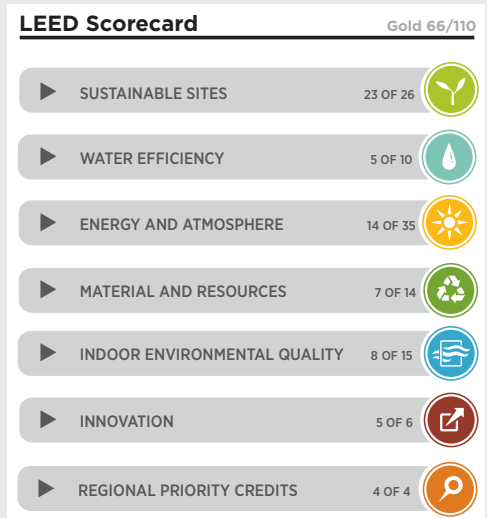 LEED Scorecard Gold 66/110
SUSTAINABLE SITES 23 OF 26
WATER EFFICIENCY 5 OF 10
ENERGY AND ATMOSPHERE 14 OF 35
MATERIAL AND RESOURCES 7 OF 14
INDOOR ENVIRONMENTAL QUALITY 8 OF 15
INNOVATION 5 OF 6
REGIONAL PRIORITY CREDITS 4 OF 4